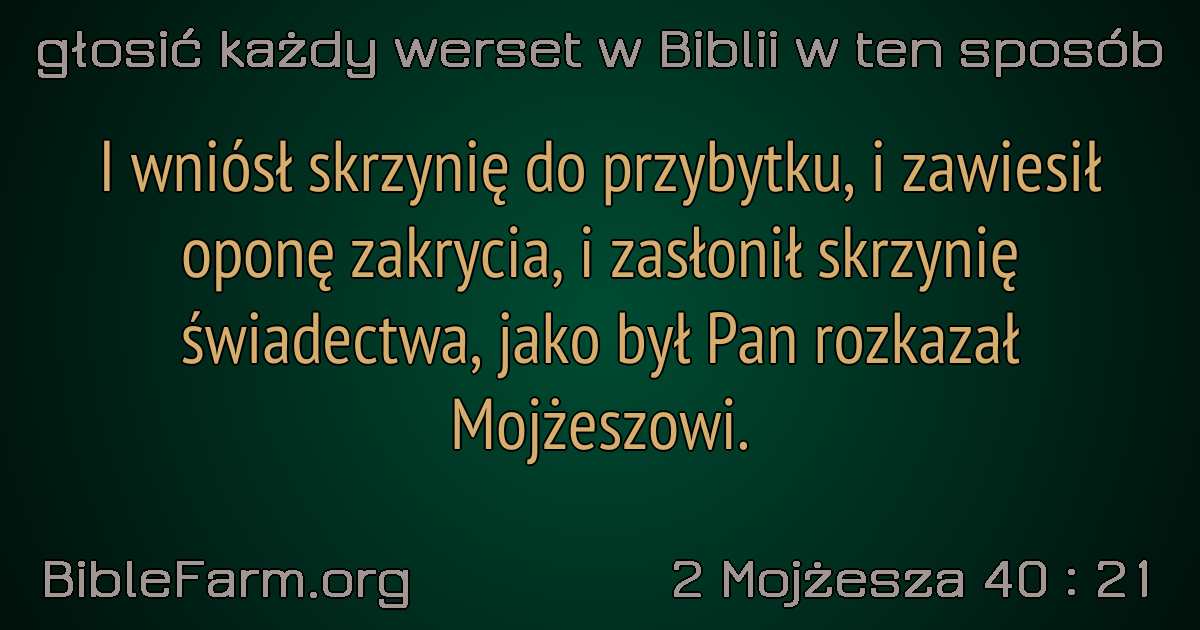 głosić każdy werset w Biblii w ten sposób
I wniósł skrzynię do przybytku, i zawiesił
oponę zakrycia, i zasłonił skrzynię
świadectwa, jako był Pan rozkazał
Mojżeszowi.
BibleFarm.org
2 Mojżesza 40 : 21